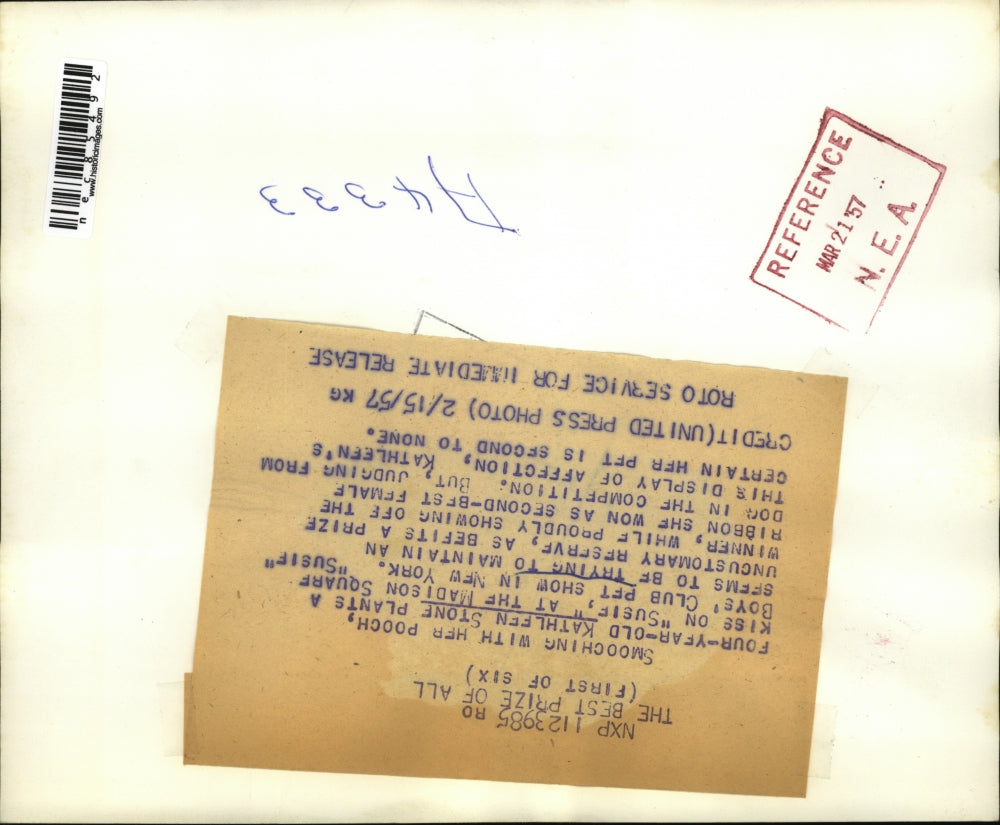 nec85492
www.historicimages.com
A4333
REFERENCE
MAR 21 '57
N. E. A.
NXP 1123985 RO
THE BEST PRIZE OF ALL
(FIRST OF SIX)
SMOOCHING WITH HER POOCH,
FOUR-YEAR-OLD KATHLEEN STONE PLANTS A
KISS ON "SUSIE", AT THE MADISON SQUARE
BOYS' CLUB PET SHOW IN NEW YORK. "SUSIE"
SEEMS TO BE TRYING TO MAINTAIN AN
UNCUSTOMARY RESERVE, AS BEFITS A PRIZE
WINNER, WHILE PROUDLY SHOWING OFF THE
RIBBON SHE WON AS SECOND-BEST FEMALE
DOG IN THE COMPETITION. BUT, JUDGING FROM
THIS DISPLAY OF AFFECTION, KATHLEEN'S
CERTAIN HER PET IS SECOND TO NONE.
CREDIT(UNITED PRESS PHOTO) 2/15/57 KG
ROTO SERVICE FOR IMMEDIATE RELEASE